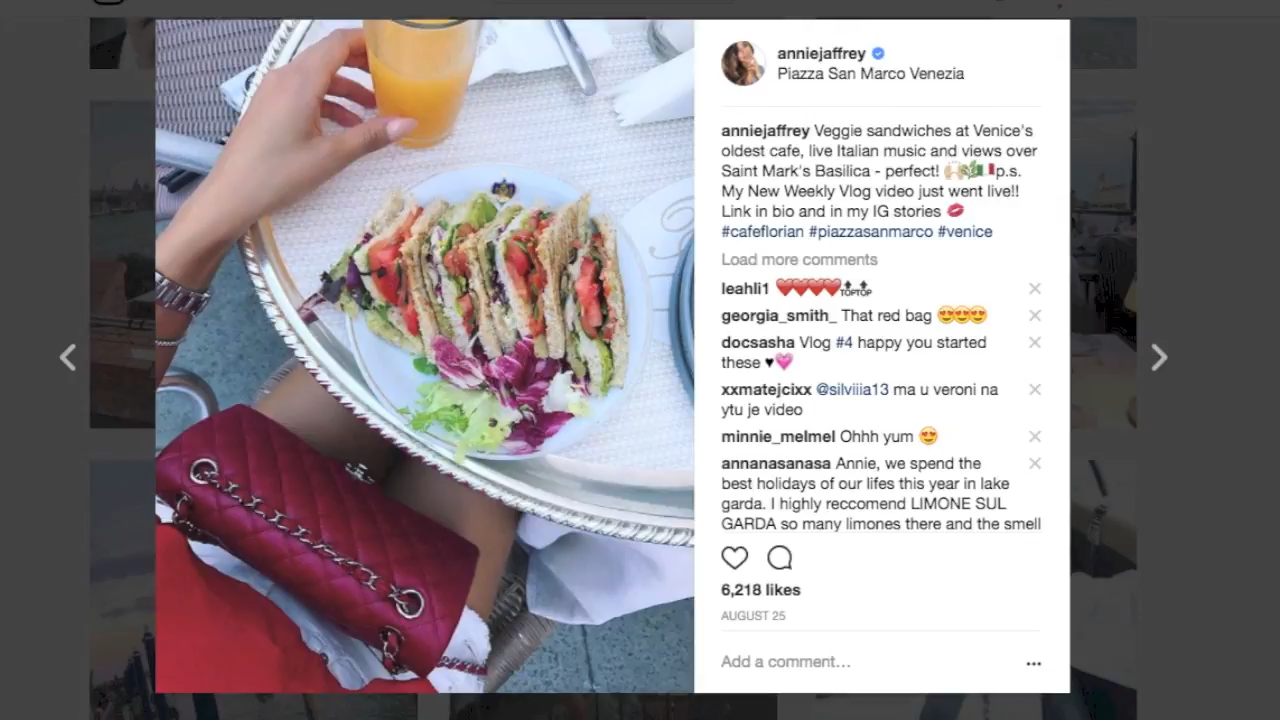 anniejaffrey
Piazza San Marco Venezia
anniejaffrey Veggie sandwiches at Venice's
oldest cafe, live Italian music and views over
Saint Mark's Basilica - perfect! 🙌🏻🌿🇮🇹p.s.
My New Weekly Vlog video just went live!!
Link in bio and in my IG stories 💋
#cafeflorian #piazzasanmarco #venice
Load more comments
leahli1 ❤️❤️❤️❤️🔝🔝
georgia_smith_ That red bag 😍😍😍
docsasha Vlog #4 happy you started
these ♥💗
xxmatejcixx @silviiia13 ma u veroni na
ytu je video
minnie_melmel Ohhh yum 😍
annanasanasa Annie, we spend the
best holidays of our lifes this year in lake
garda. I highly reccomend LIMONE SUL
GARDA so many limones there and the smell
6,218 likes
AUGUST 25
Add a comment…